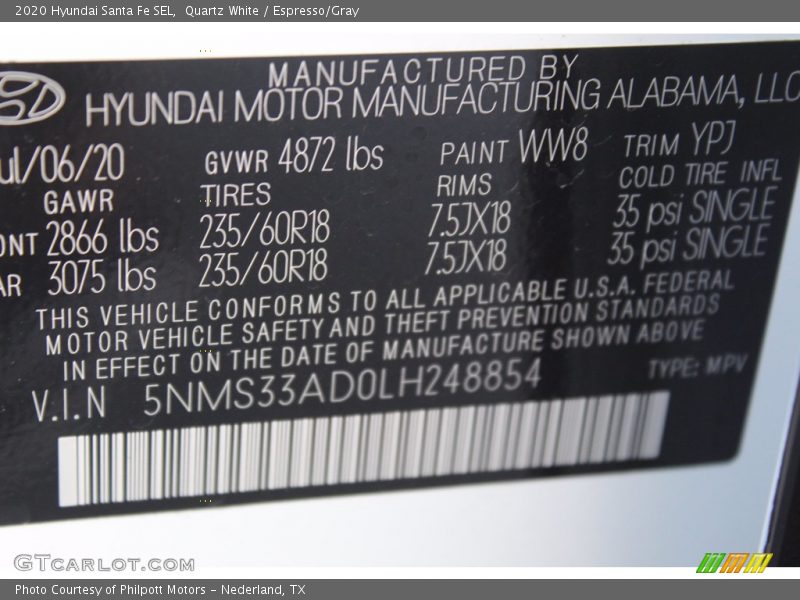 2020 Hyundai Santa Fe SEL,  Quartz White / Espresso/Gray
MANUFACTURED BY
HYUNDAI MOTOR MANUFACTURING ALABAMA, LLC
ul/06/20 GVWR 4872 lbs PAINT WW8 TRIM YPJ
GAWR TIRES RIMS COLD TIRE INFL
ONT 2866 lbs 235/60R18 7.5JX18 35 psi SINGLE
AR 3075 lbs 235/60R18 7.5JX18 35 psi SINGLE
THIS VEHICLE CONFORMS TO ALL APPLICABLE U.S.A. FEDERAL
MOTOR VEHICLE SAFETY AND THEFT PREVENTION STANDARDS
IN EFFECT ON THE DATE OF MANUFACTURE SHOWN ABOVE
V.I.N 5NMS33AD0LH248854 TYPE: MPV
GTCARLOT.COM
Photo Courtesy of Philpott Motors - Nederland, TX